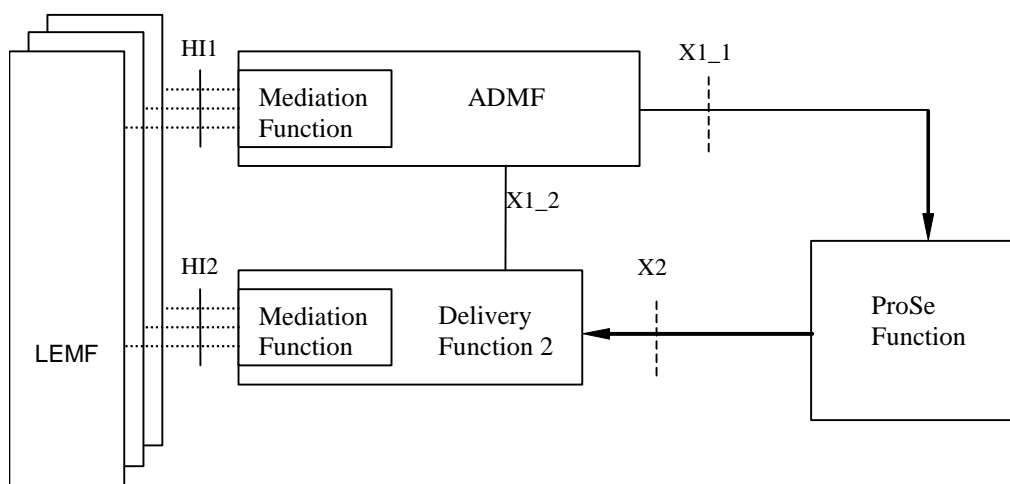 HI1
X1_1
Mediation
Function
ADMF
X1_2
HI2
X2
Mediation
Function
Delivery
Function 2
ProSe
Function
LEMF